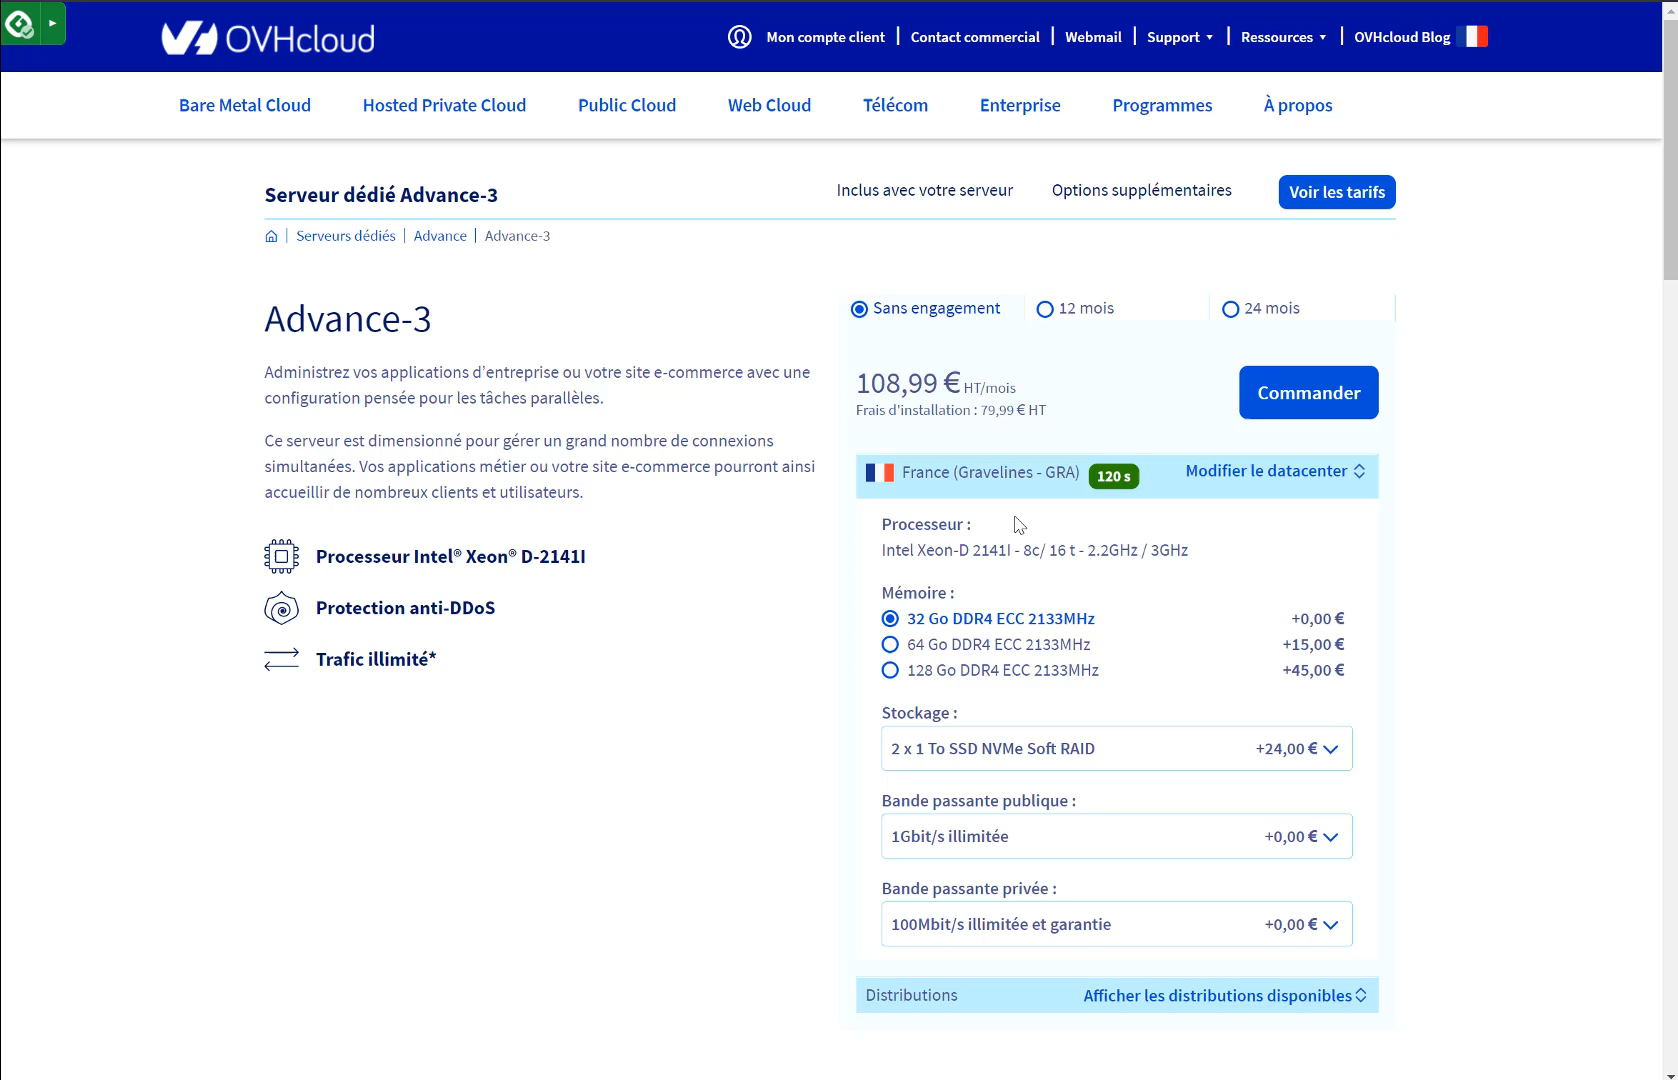 OVHcloud
Mon compte client
Contact commercial
Webmail
Support
Ressources
OVHcloud Blog
Bare Metal Cloud
Hosted Private Cloud
Public Cloud
Web Cloud
Télécom
Enterprise
Programmes
À propos
Serveur dédié Advance-3
Inclus avec votre serveur
Options supplémentaires
Voir les tarifs
Serveurs dédiés
Advance
Advance-3
Advance-3
Administrez vos applications d'entreprise ou votre site e-commerce avec une
configuration pensée pour les tâches parallèles.
Ce serveur est dimensionné pour gérer un grand nombre de connexions
simultanées. Vos applications métier ou votre site e-commerce pourront ainsi
accueillir de nombreux clients et utilisateurs.
Processeur Intel® Xeon® D-2141I
Protection anti-DDoS
Trafic illimité*
Sans engagement
12 mois
24 mois
108,99 € HT/mois
Frais d'installation : 79,99 € HT
Commander
France (Gravelines - GRA)
120 s
Modifier le datacenter
Processeur :
Intel Xeon-D 2141I - 8c/ 16 t - 2.2GHz / 3GHz
Mémoire :
32 Go DDR4 ECC 2133MHz +0,00 €
64 Go DDR4 ECC 2133MHz +15,00 €
128 Go DDR4 ECC 2133MHz +45,00 €
Stockage :
2 x 1 To SSD NVMe Soft RAID +24,00 €
Bande passante publique :
1Gbit/s illimitée +0,00 €
Bande passante privée :
100Mbit/s illimitée et garantie +0,00 €
Distributions
Afficher les distributions disponibles